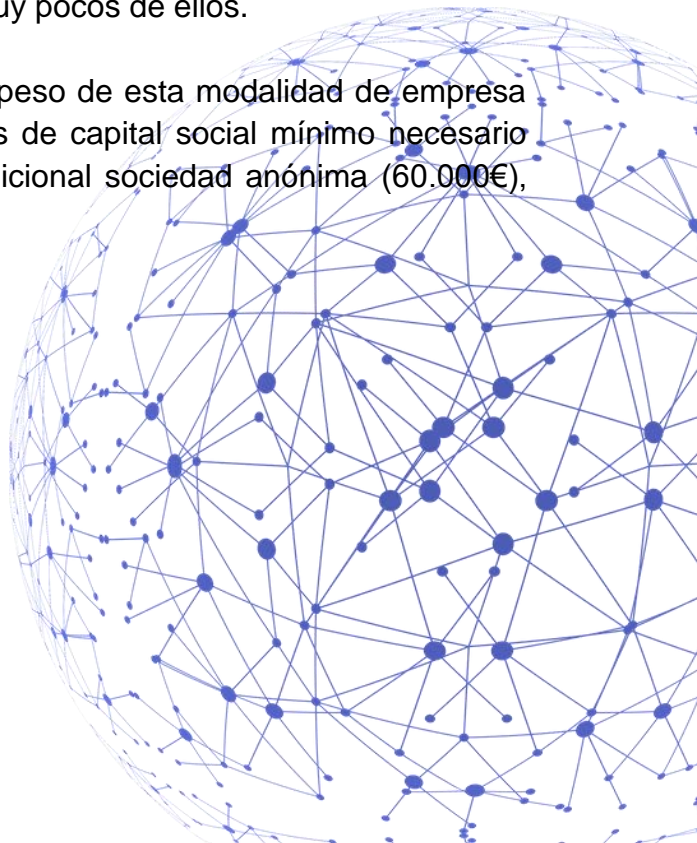 uy pocos de ellos.
peso de esta modalidad de empresa
s de capital social mínimo necesario
icional sociedad anónima (60.000€),